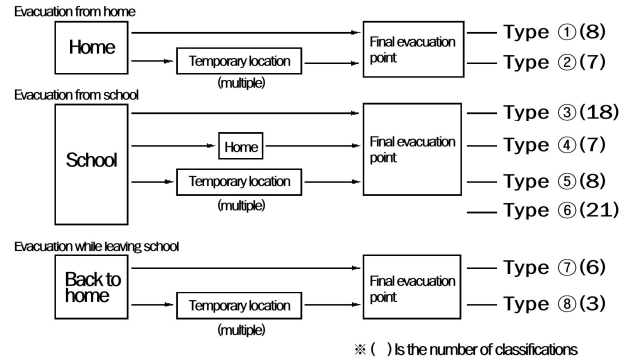 Evacuation from home
Home
Temporary location
(multiple)
Final evacuation
point
Type ①(8)
Type ②(7)
Evacuation from school
School
Home
Temporary location
(multiple)
Final evacuation
point
Type ③(18)
Type ④(7)
Type ⑤(8)
Type ⑥(21)
Evacuation while leaving school
Back to
home
Temporary location
(multiple)
Final evacuation
point
Type ⑦(6)
Type ⑧(3)
※ ( ) Is the number of classifications